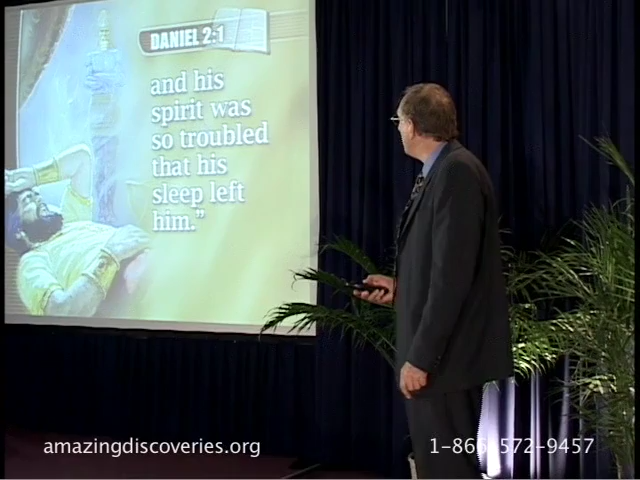 DANIEL 2:1
and his
spirit was
so troubled
that his
sleep left
him.”
amazingdiscoveries.org
1-866-572-9457